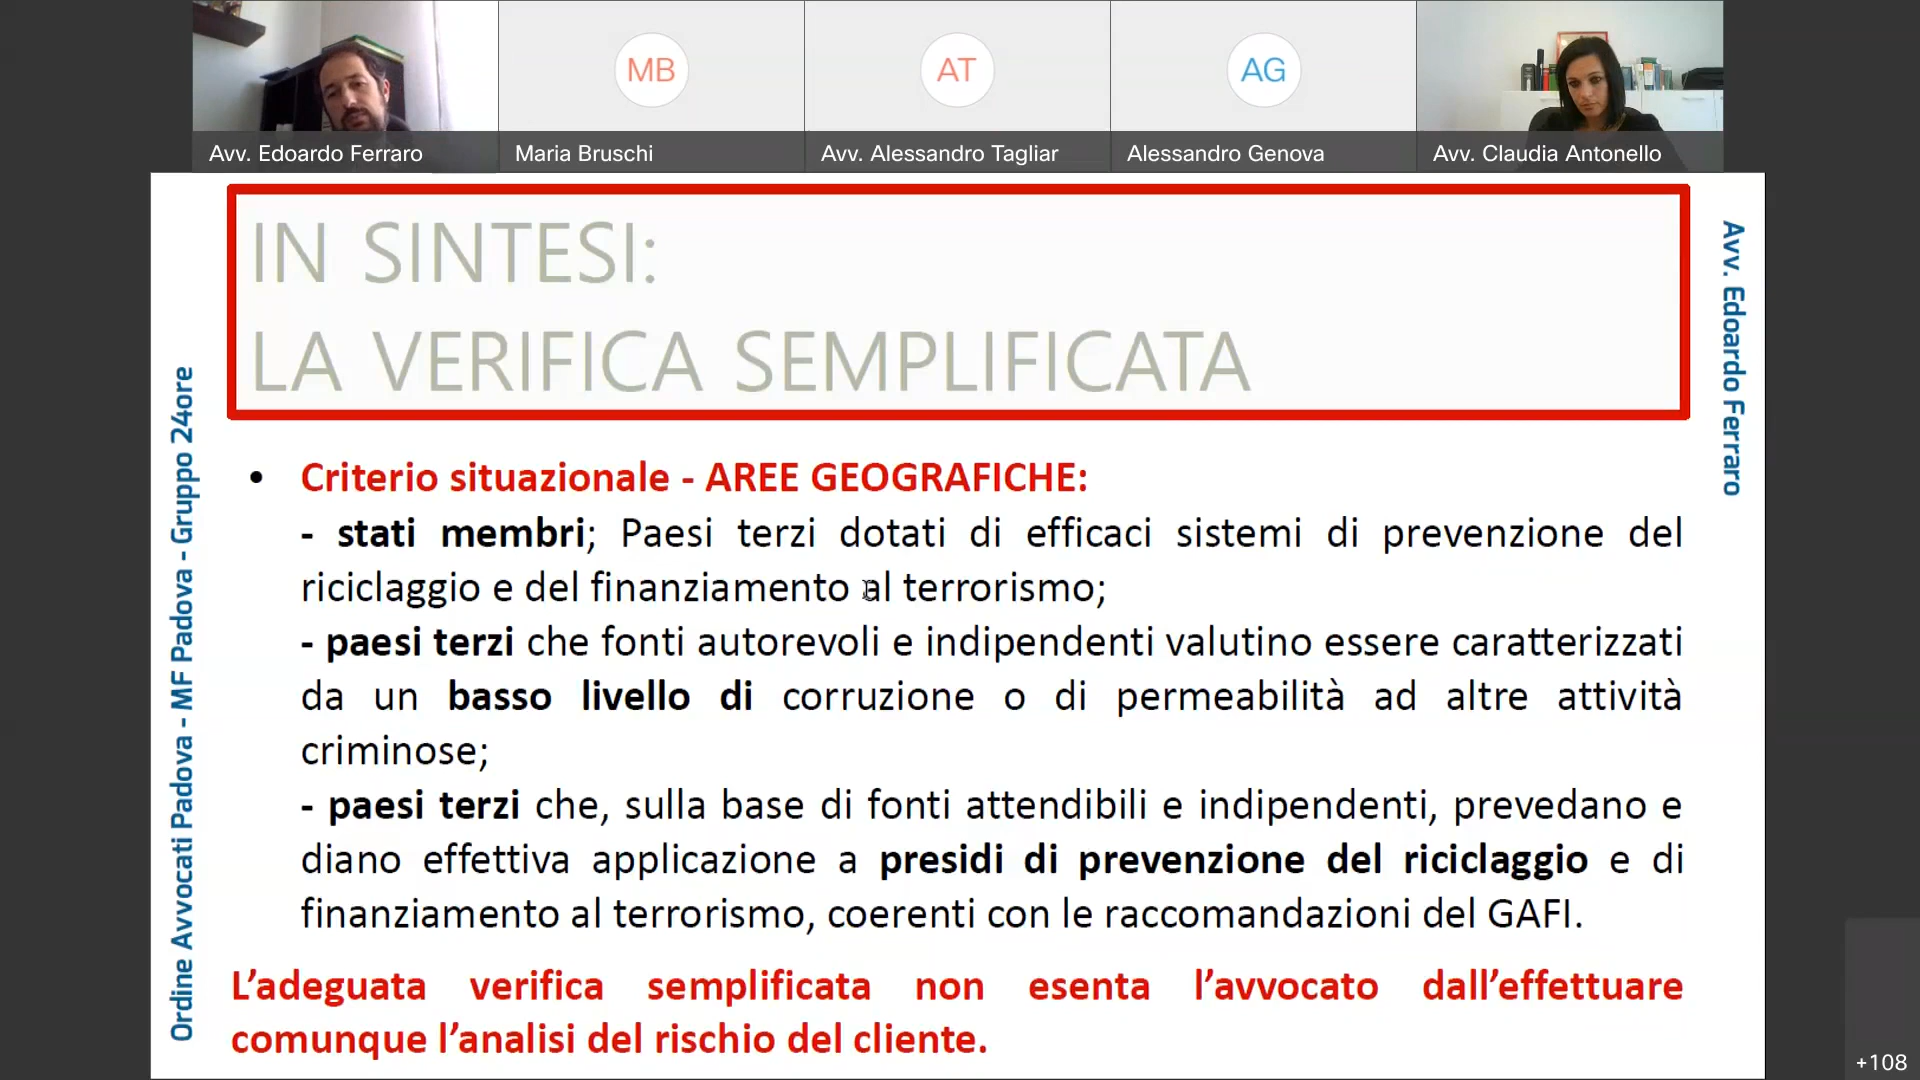 MB
AT
AG
Avv. Edoardo Ferraro
Maria Bruschi
Avv. Alessandro Tagliar
Alessandro Genova
Avv. Claudia Antonello
IN SINTESI:
LA VERIFICA SEMPLIFICATA
• Criterio situazionale - AREE GEOGRAFICHE:
- stati membri; Paesi terzi dotati di efficaci sistemi di prevenzione del
riciclaggio e del finanziamento al terrorismo;
- paesi terzi che fonti autorevoli e indipendenti valutino essere caratterizzati
da un basso livello di corruzione o di permeabilità ad altre attività
criminose;
- paesi terzi che, sulla base di fonti attendibili e indipendenti, prevedano e
diano effettiva applicazione a presidi di prevenzione del riciclaggio e di
finanziamento al terrorismo, coerenti con le raccomandazioni del GAFI.
L’adeguata verifica semplificata non esenta l’avvocato dall’effettuare
comunque l’analisi del rischio del cliente.
Ordine Avvocati Padova - MF Padova - Gruppo 24ore
Avv. Edoardo Ferraro
+108